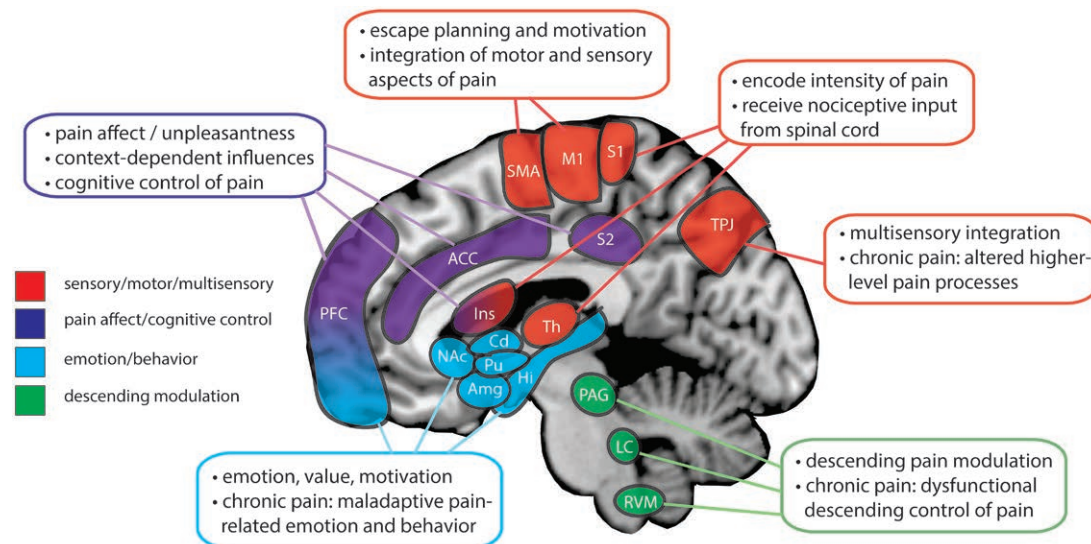 • escape planning and motivation
• integration of motor and sensory
aspects of pain
• encode intensity of pain
• receive nociceptive input
from spinal cord
• pain affect / unpleasantness
• context-dependent influences
• cognitive control of pain
SMA
M1
S1
TPJ
S2
ACC
PFC
Ins
Th
Cd
NAc
Pu
Hi
Amg
PAG
LC
RVM
• multisensory integration
• chronic pain: altered higher-
level pain processes
sensory/motor/multisensory
pain affect/cognitive control
emotion/behavior
descending modulation
• emotion, value, motivation
• chronic pain: maladaptive pain-
related emotion and behavior
• descending pain modulation
• chronic pain: dysfunctional
descending control of pain